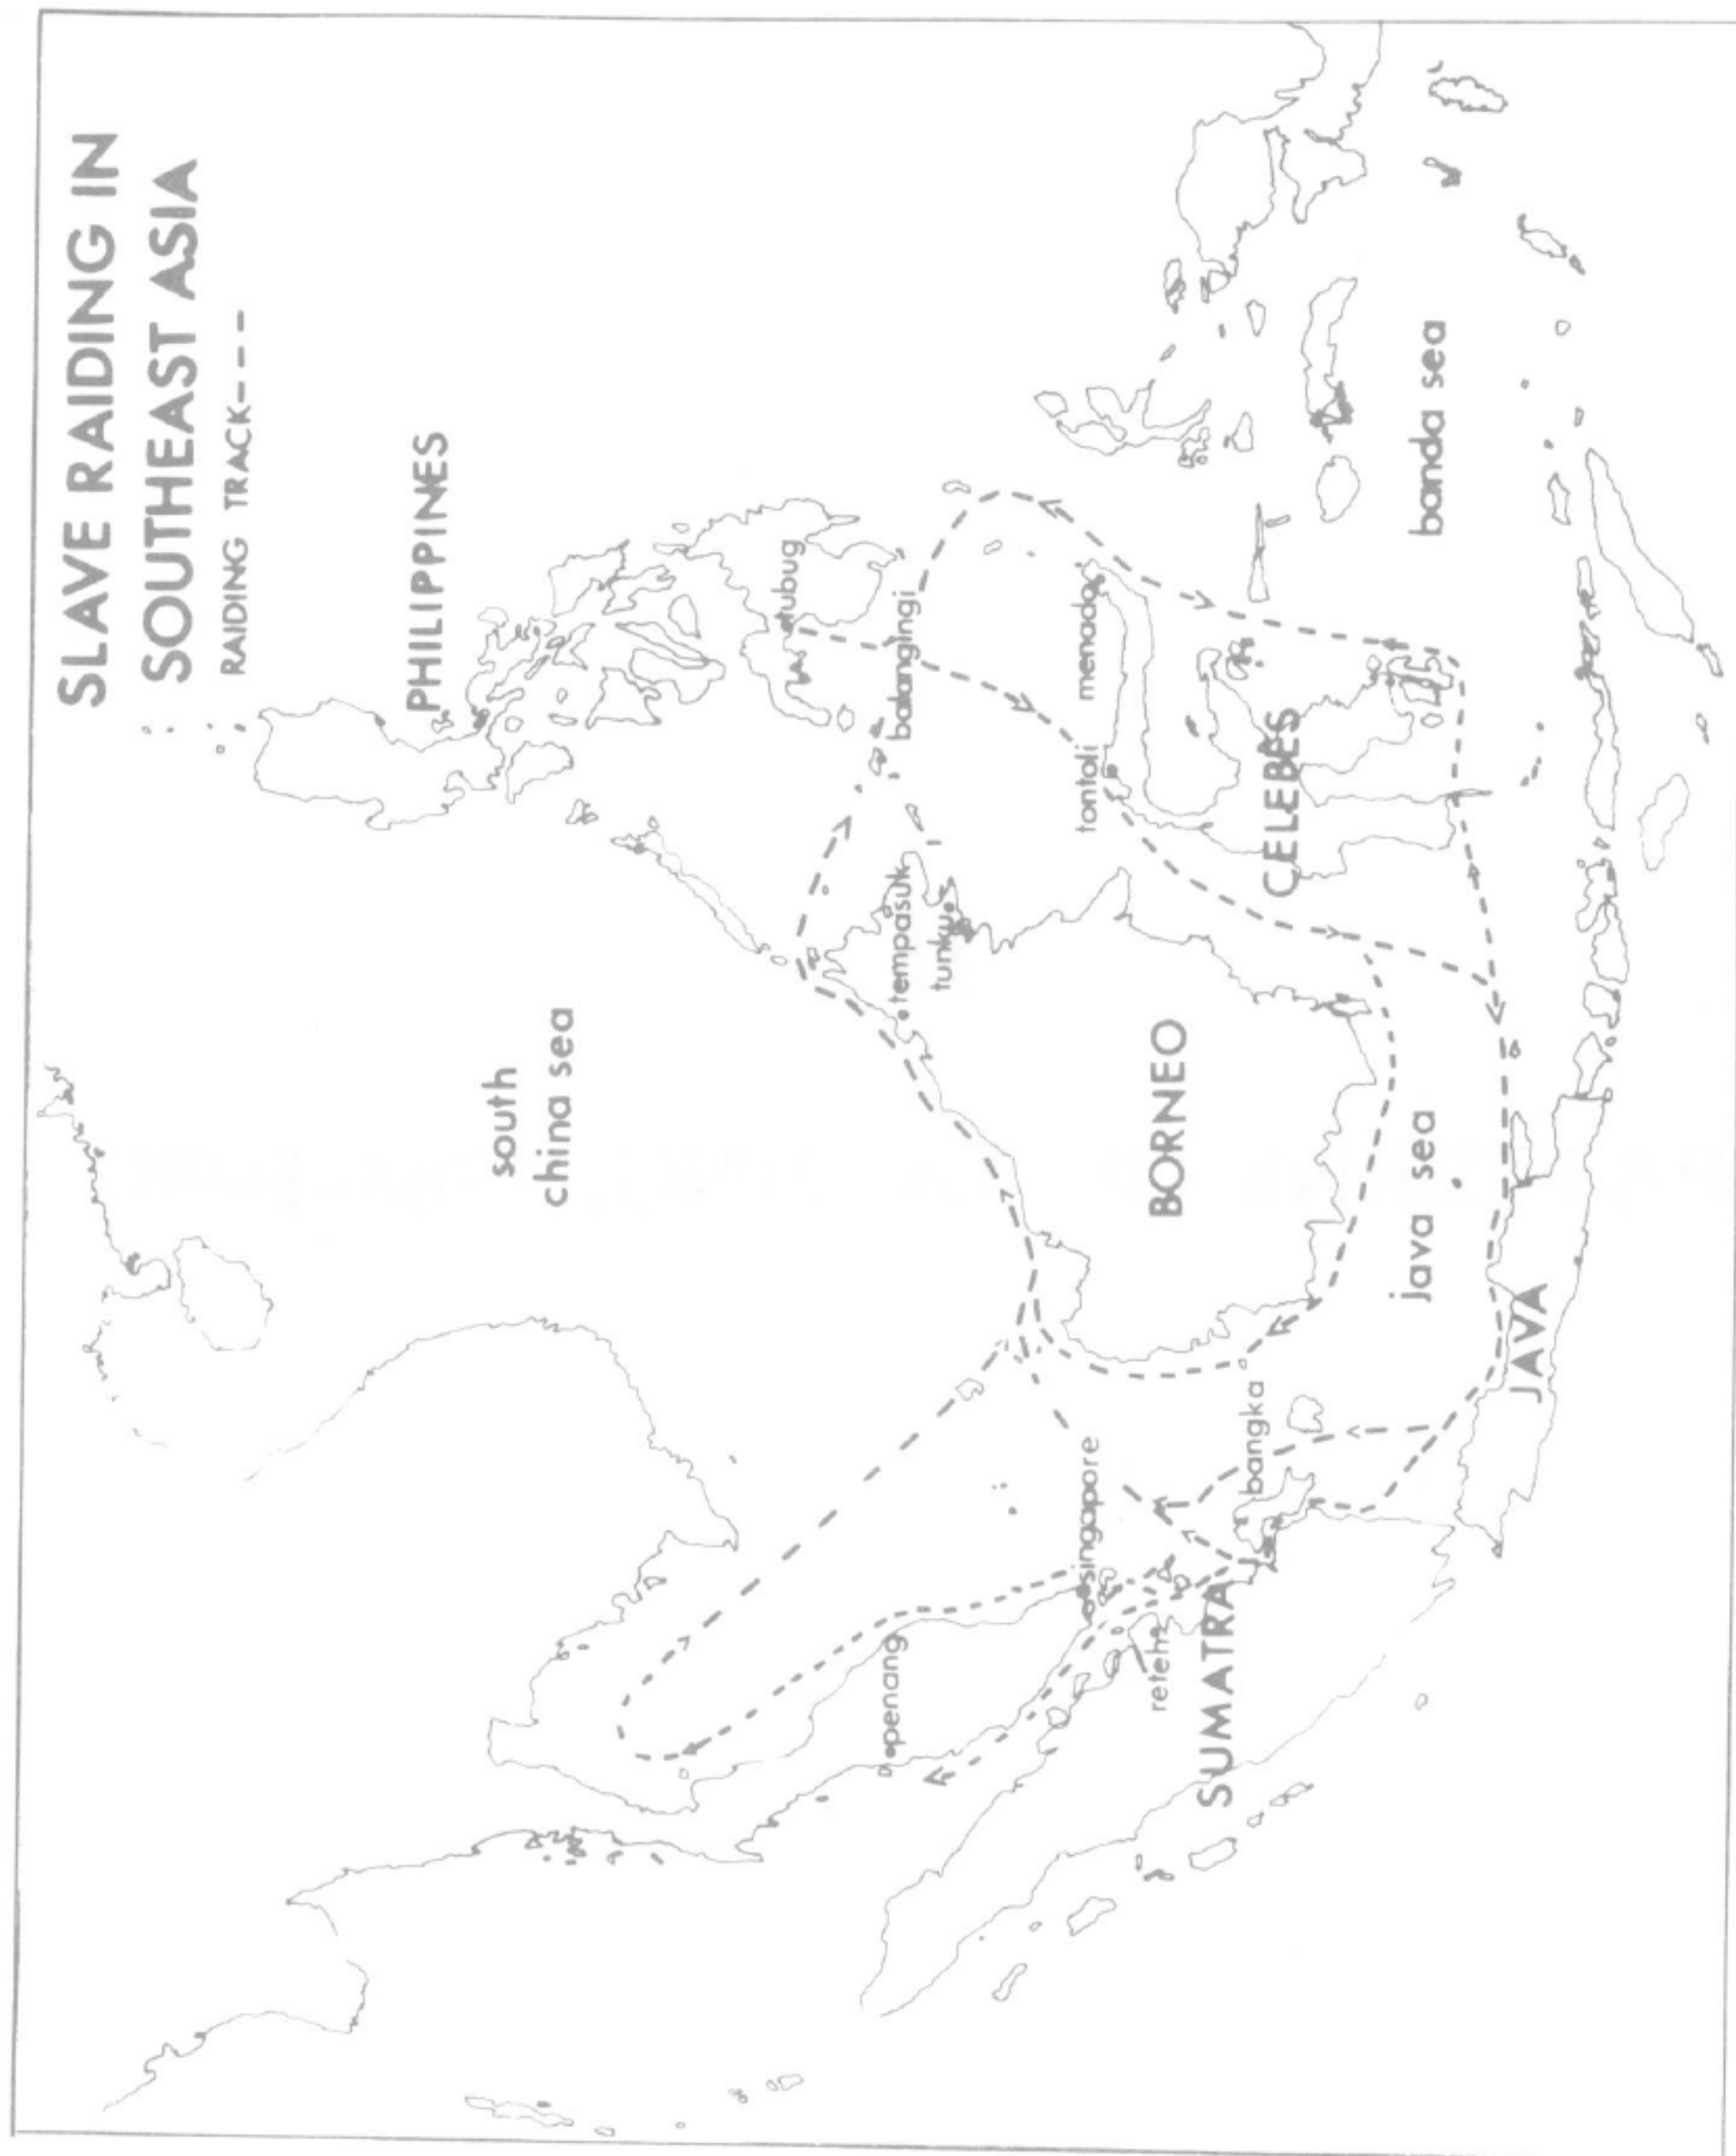 SLAVE RAIDING IN
SOUTHEAST ASIA
RAIDING TRACK---
PHILIPPINES
south
china sea
tubug
balangingi
tempasuk
tunku
menado
tontoli
CELEBES
banda sea
BORNEO
java sea
JAVA
bangka
singapore
penang
reteh
SUMATRA